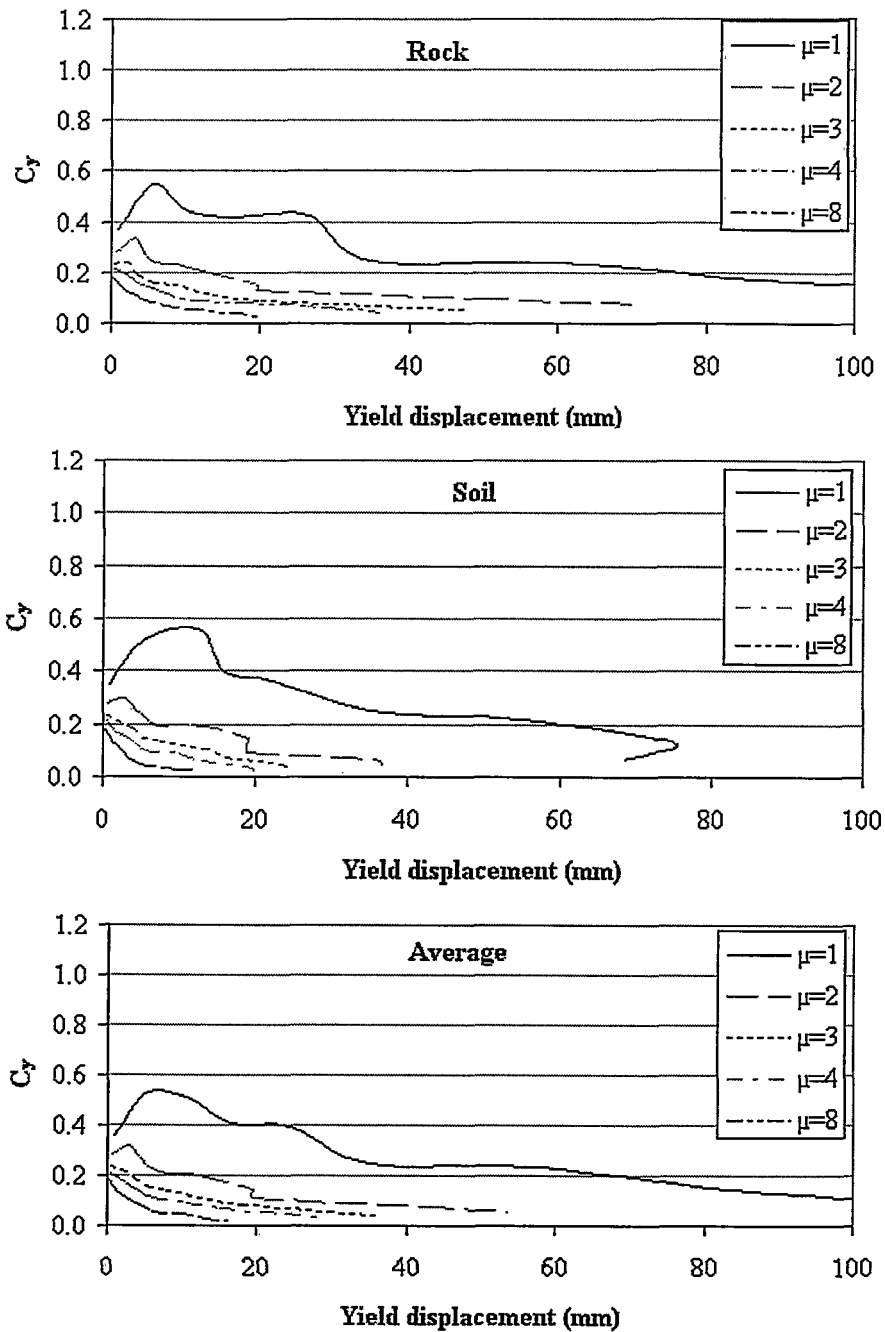 1.2
1.0
0.8
0.6
0.4
0.2
0.0
Cy
Rock
μ=1
μ=2
μ=3
μ=4
μ=8
0 20 40 60 80 100
Yield displacement (mm)
1.2
1.0
0.8
0.6
0.4
0.2
0.0
Cy
Soil
μ=1
μ=2
μ=3
μ=4
μ=8
0 20 40 60 80 100
Yield displacement (mm)
1.2
1.0
0.8
0.6
0.4
0.2
0.0
Cy
Average
μ=1
μ=2
μ=3
μ=4
μ=8
0 20 40 60 80 100
Yield displacement (mm)